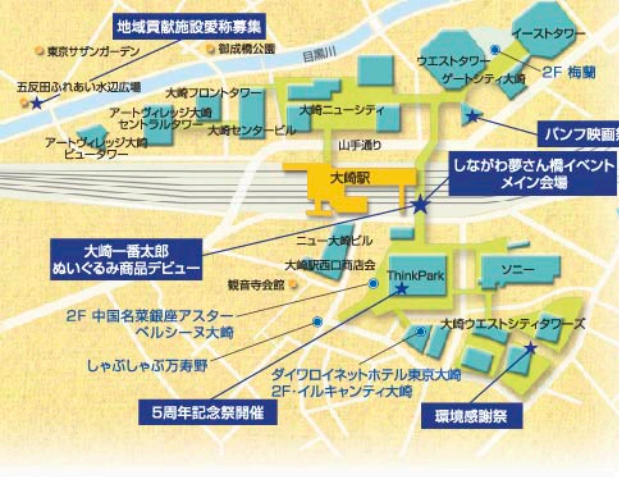 地域貢献施設愛称募集
イーストタワー
東京サザンガーデン
御成橋公園
目黒川
ウエストタワー
ゲートシティ大崎
2F 梅蘭
五反田ふれあい水辺広場
大崎フロントタワー
アートヴィレッジ大崎
セントラルタワー
大崎センタービル
大崎ニューシティ
アートヴィレッジ大崎
ビュータワー
山手通り
バンフ映画祭
大崎駅
しながわ夢さん橋イベント
メイン会場
大崎一番太郎
ぬいぐるみ商品デビュー
ニュー大崎ビル
大崎駅西口商店会
観音寺会館
ThinkPark
ソニー
2F 中国名菜銀座アスター
ベルシーヌ大崎
大崎ウエストシティタワーズ
しゃぶしゃぶ万寿野
ダイワロイネットホテル東京大崎
2F・イルキャンティ大崎
5周年記念祭開催
環境感謝祭